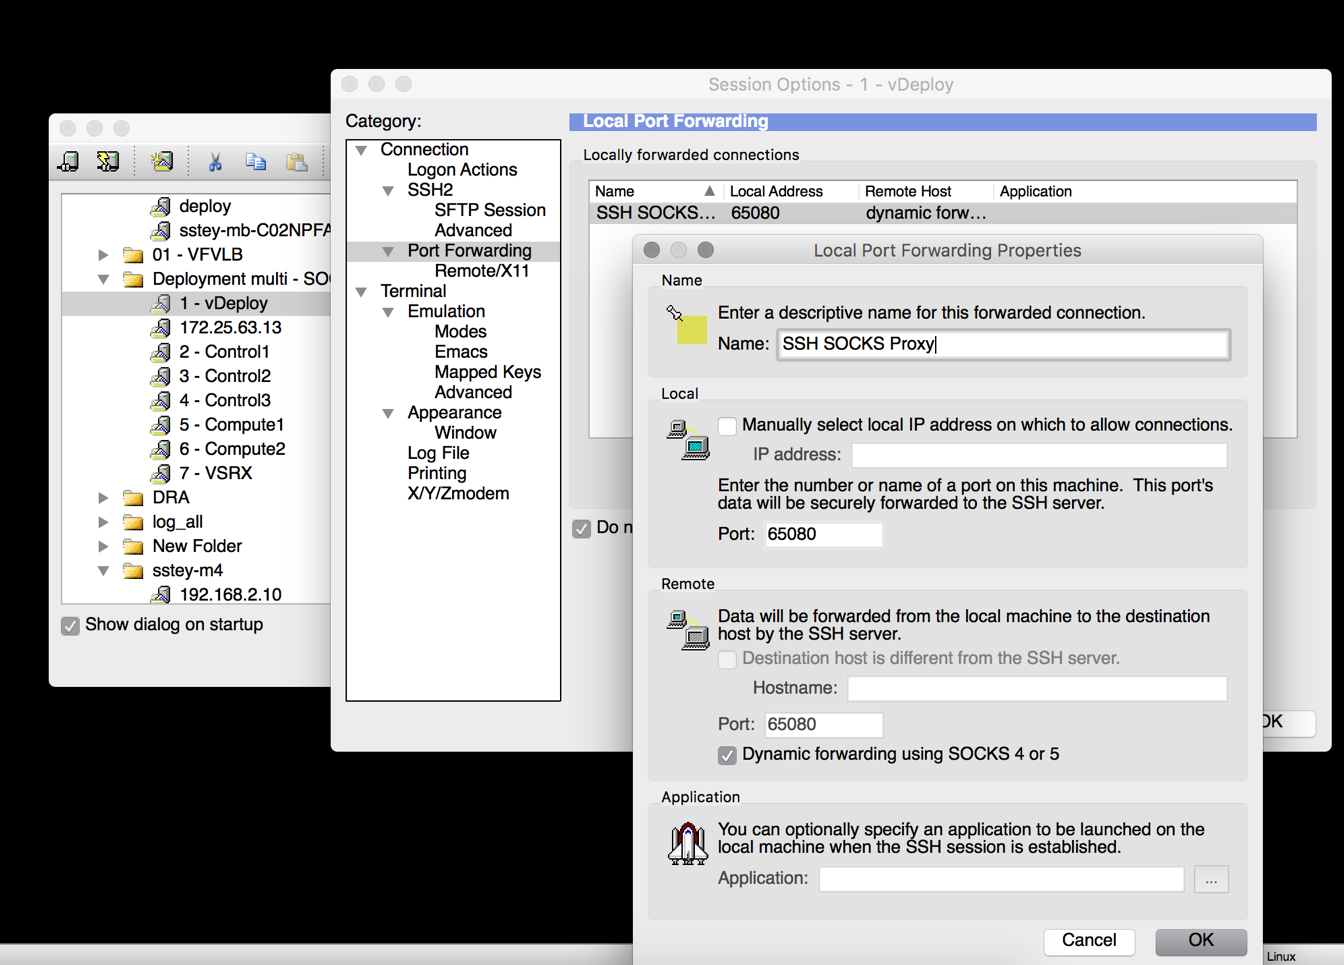 Session Options - 1 - vDeploy
Category:
Connection
Logon Actions
SSH2
SFTP Session
Advanced
Port Forwarding
Remote/X11
Terminal
Emulation
Modes
Emacs
Mapped Keys
Advanced
Appearance
Window
Log File
Printing
X/Y/Zmodem
deploy
sstey-mb-C02NPFA
01 - VFVLB
Deployment multi - SO
1 - vDeploy
172.25.63.13
2 - Control1
3 - Control2
4 - Control3
5 - Compute1
6 - Compute2
7 - VSRX
DRA
log_all
New Folder
sstey-m4
192.168.2.10
Show dialog on startup
Local Port Forwarding
Locally forwarded connections
Name Local Address Remote Host Application
SSH SOCKS... 65080 dynamic forw...
Do n
OK
Local Port Forwarding Properties
Name
Enter a descriptive name for this forwarded connection.
Name: SSH SOCKS Proxy
Local
Manually select local IP address on which to allow connections.
IP address:
Enter the number or name of a port on this machine. This port's
data will be securely forwarded to the SSH server.
Port: 65080
Remote
Data will be forwarded from the local machine to the destination
host by the SSH server.
Destination host is different from the SSH server.
Hostname:
Port: 65080
Dynamic forwarding using SOCKS 4 or 5
Application
You can optionally specify an application to be launched on the
local machine when the SSH session is established.
Application: ...
Cancel OK
Linux